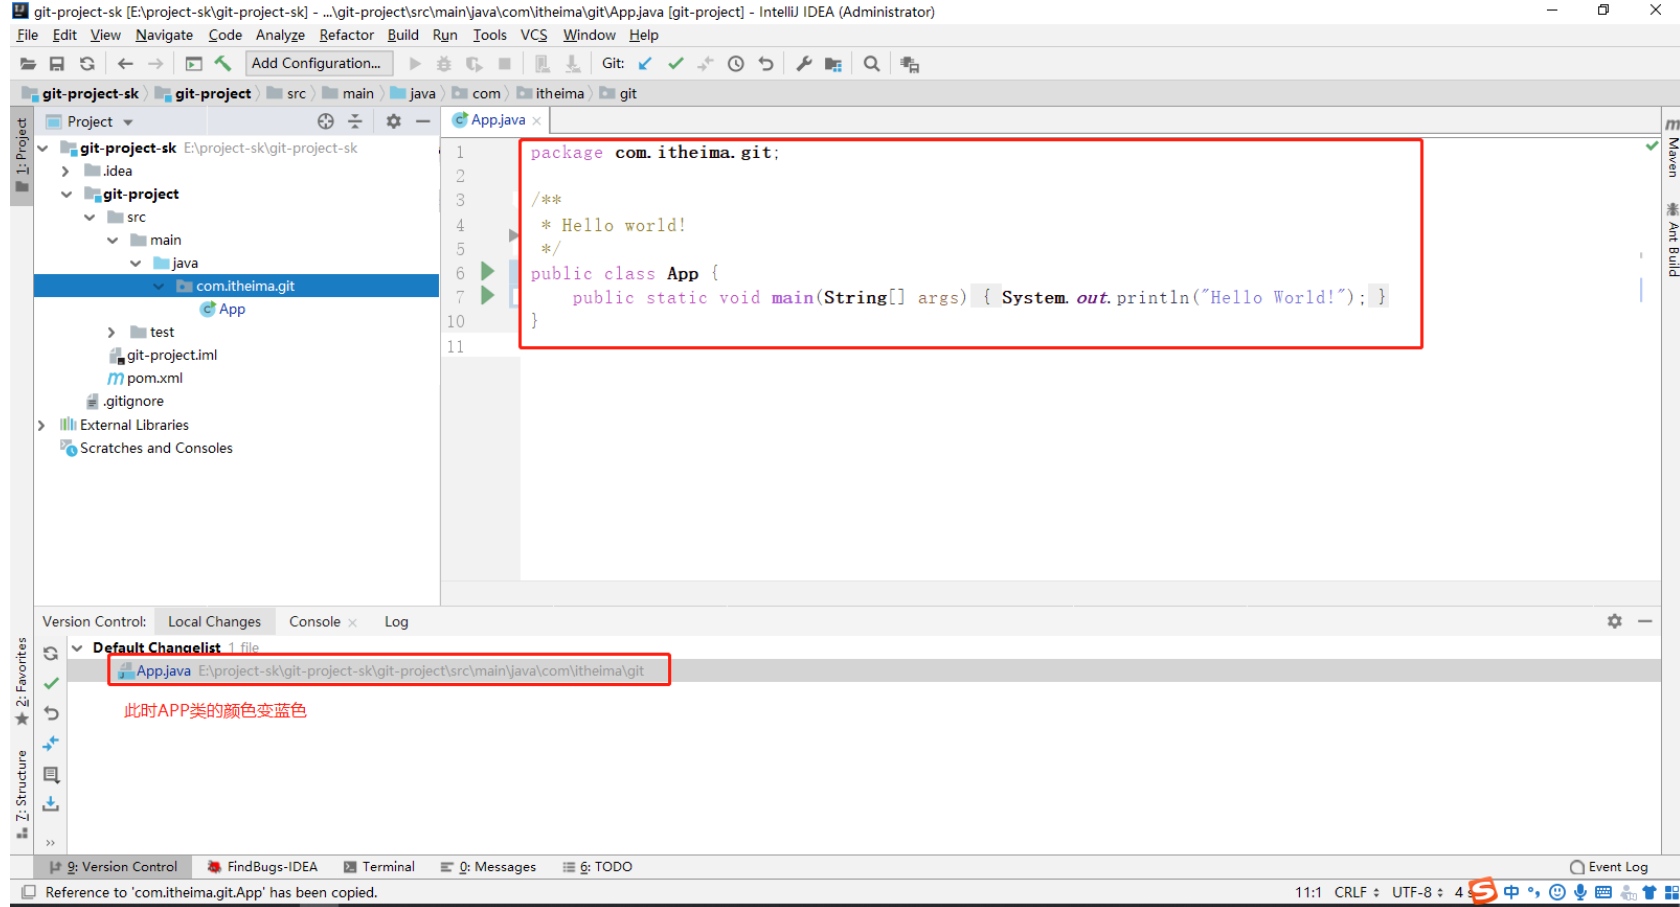 git-project-sk [E:\project-sk\git-project-sk] - ...\git-project\src\main\java\com\itheima\git\App.java [git-project] - IntelliJ IDEA (Administrator)
File Edit View Navigate Code Analyze Refactor Build Run Tools VCS Window Help
Add Configuration... Git:
git-project-sk git-project src main java com itheima git
1: Project
Project
App.java
git-project-sk E:\project-sk\git-project-sk
.idea
git-project
src
main
java
com.itheima.git
App
test
git-project.iml
pom.xml
.gitignore
External Libraries
Scratches and Consoles
1 package com.itheima.git;
2
3 /**
4 * Hello world!
5 */
6 public class App {
7 public static void main(String[] args) { System.out.println("Hello World!"); }
10 }
11
m Maven
Ant Build
Version Control: Local Changes Console Log
Default Changelist 1 file
App.java E:\project-sk\git-project-sk\git-project\src\main\java\com\itheima\git
此时APP类的颜色变蓝色
2: Favorites
7: Structure
9: Version Control FindBugs-IDEA Terminal 0: Messages 6: TODO Event Log
Reference to 'com.itheima.git.App' has been copied. 11:1 CRLF UTF-8 4 s 中